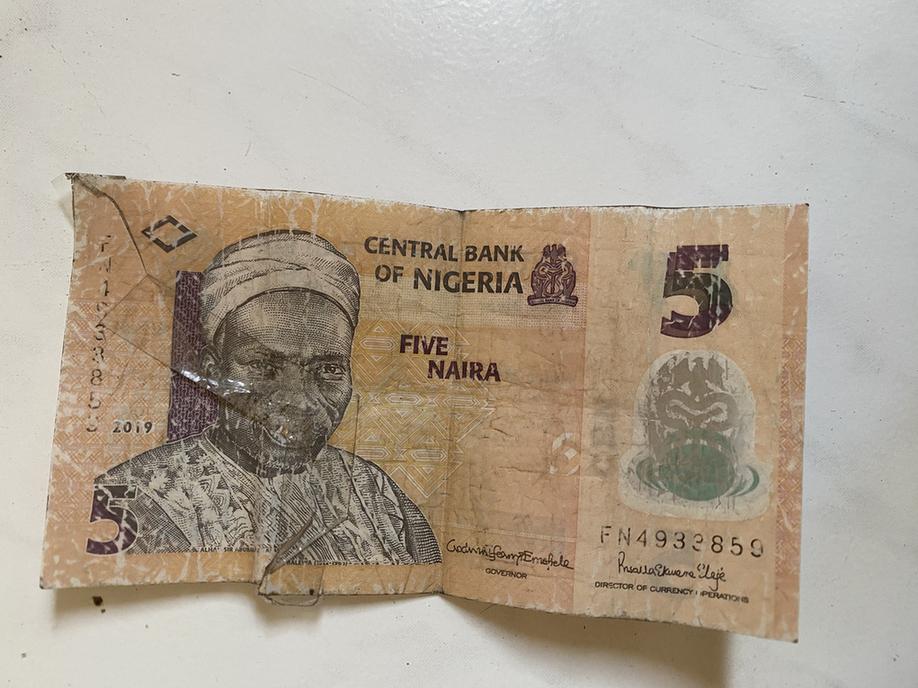 CENTRAL BANK
OF NIGERIA
5
FIVE
NAIRA
2019
5
FN4933859
GOVERNOR
DIRECTOR OF CURRENCY OPERATIONS